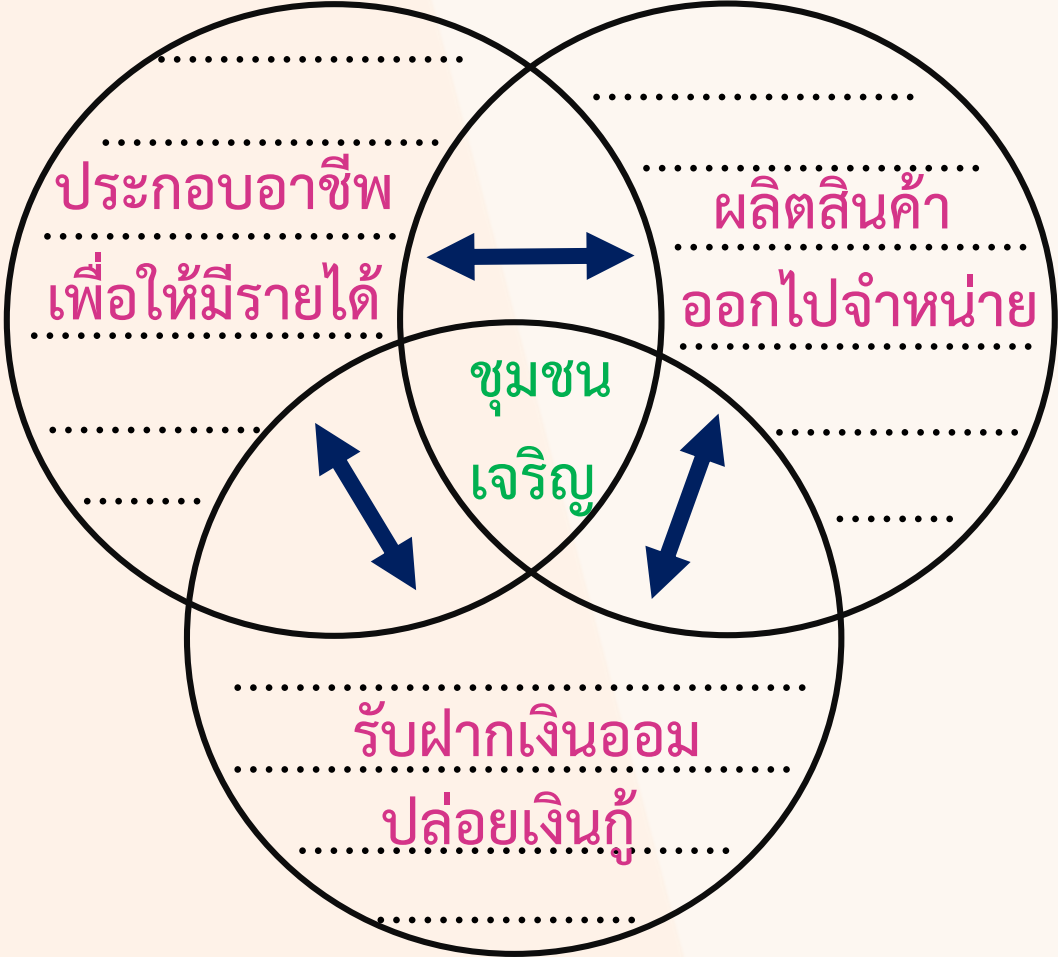 ประกอบอาชีพ
เพื่อให้มีรายได้
ผลิตสินค้า
ออกไปจำหน่าย
ชุมชน
เจริญ
รับฝากเงินออม
ปล่อยเงินกู้